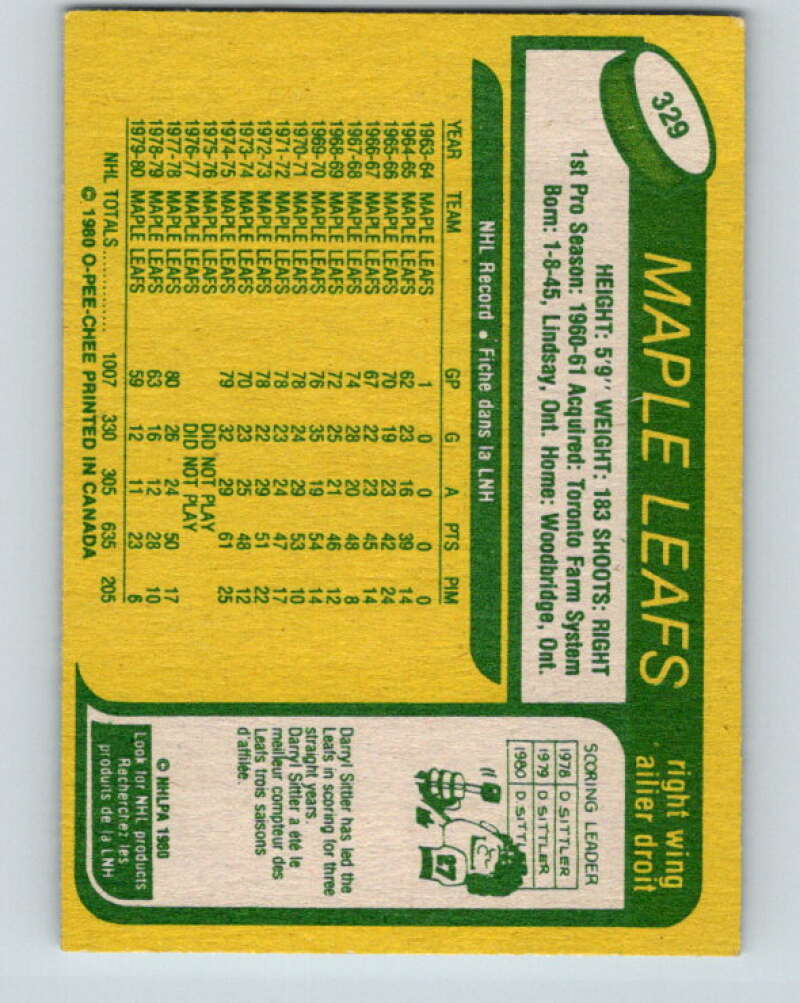 329
MAPLE LEAFS
right wing
ailier droit
HEIGHT: 5'9'' WEIGHT: 183 SHOOTS: RIGHT
1st Pro Season: 1960-61 Acquired: Toronto Farm System
Born: 1-8-45, Lindsay, Ont. Home: Woodbridge, Ont.
NHL Record • Fiche dans la LNH
YEAR TEAM GP G A PTS PIM
1963-64 MAPLE LEAFS 1 0 0 0 0
1964-65 MAPLE LEAFS 62 23 16 39 14
1965-66 MAPLE LEAFS 70 19 23 42 24
1966-67 MAPLE LEAFS 67 22 23 45 14
1967-68 MAPLE LEAFS 74 28 20 48 8
1968-69 MAPLE LEAFS 72 25 21 46 12
1969-70 MAPLE LEAFS 76 35 19 54 14
1970-71 MAPLE LEAFS 78 24 29 53 10
1971-72 MAPLE LEAFS 78 23 24 47 17
1972-73 MAPLE LEAFS 78 22 29 51 22
1973-74 MAPLE LEAFS 70 23 25 48 12
1974-75 MAPLE LEAFS 79 32 29 61 25
1975-76 MAPLE LEAFS DID NOT PLAY
1976-77 MAPLE LEAFS DID NOT PLAY
1977-78 MAPLE LEAFS 80 26 24 50 17
1978-79 MAPLE LEAFS 63 16 12 28 10
1979-80 MAPLE LEAFS 59 12 11 23 6
NHL TOTALS .............. 1007 330 305 635 205
© 1980 O-PEE-CHEE PRINTED IN CANADA
SCORING LEADER
1978 D SITTLER
1979 D SITTLER
1980 D SITTL
27
Darryl Sittler has led the
Leafs in scoring for three
straight years.
Darryl Sittler a été le
meilleur compteur des
Leafs trois saisons
d'affilée.
© NHLPA 1980
Look for NHL products
Recherchez les
produits de la LNH